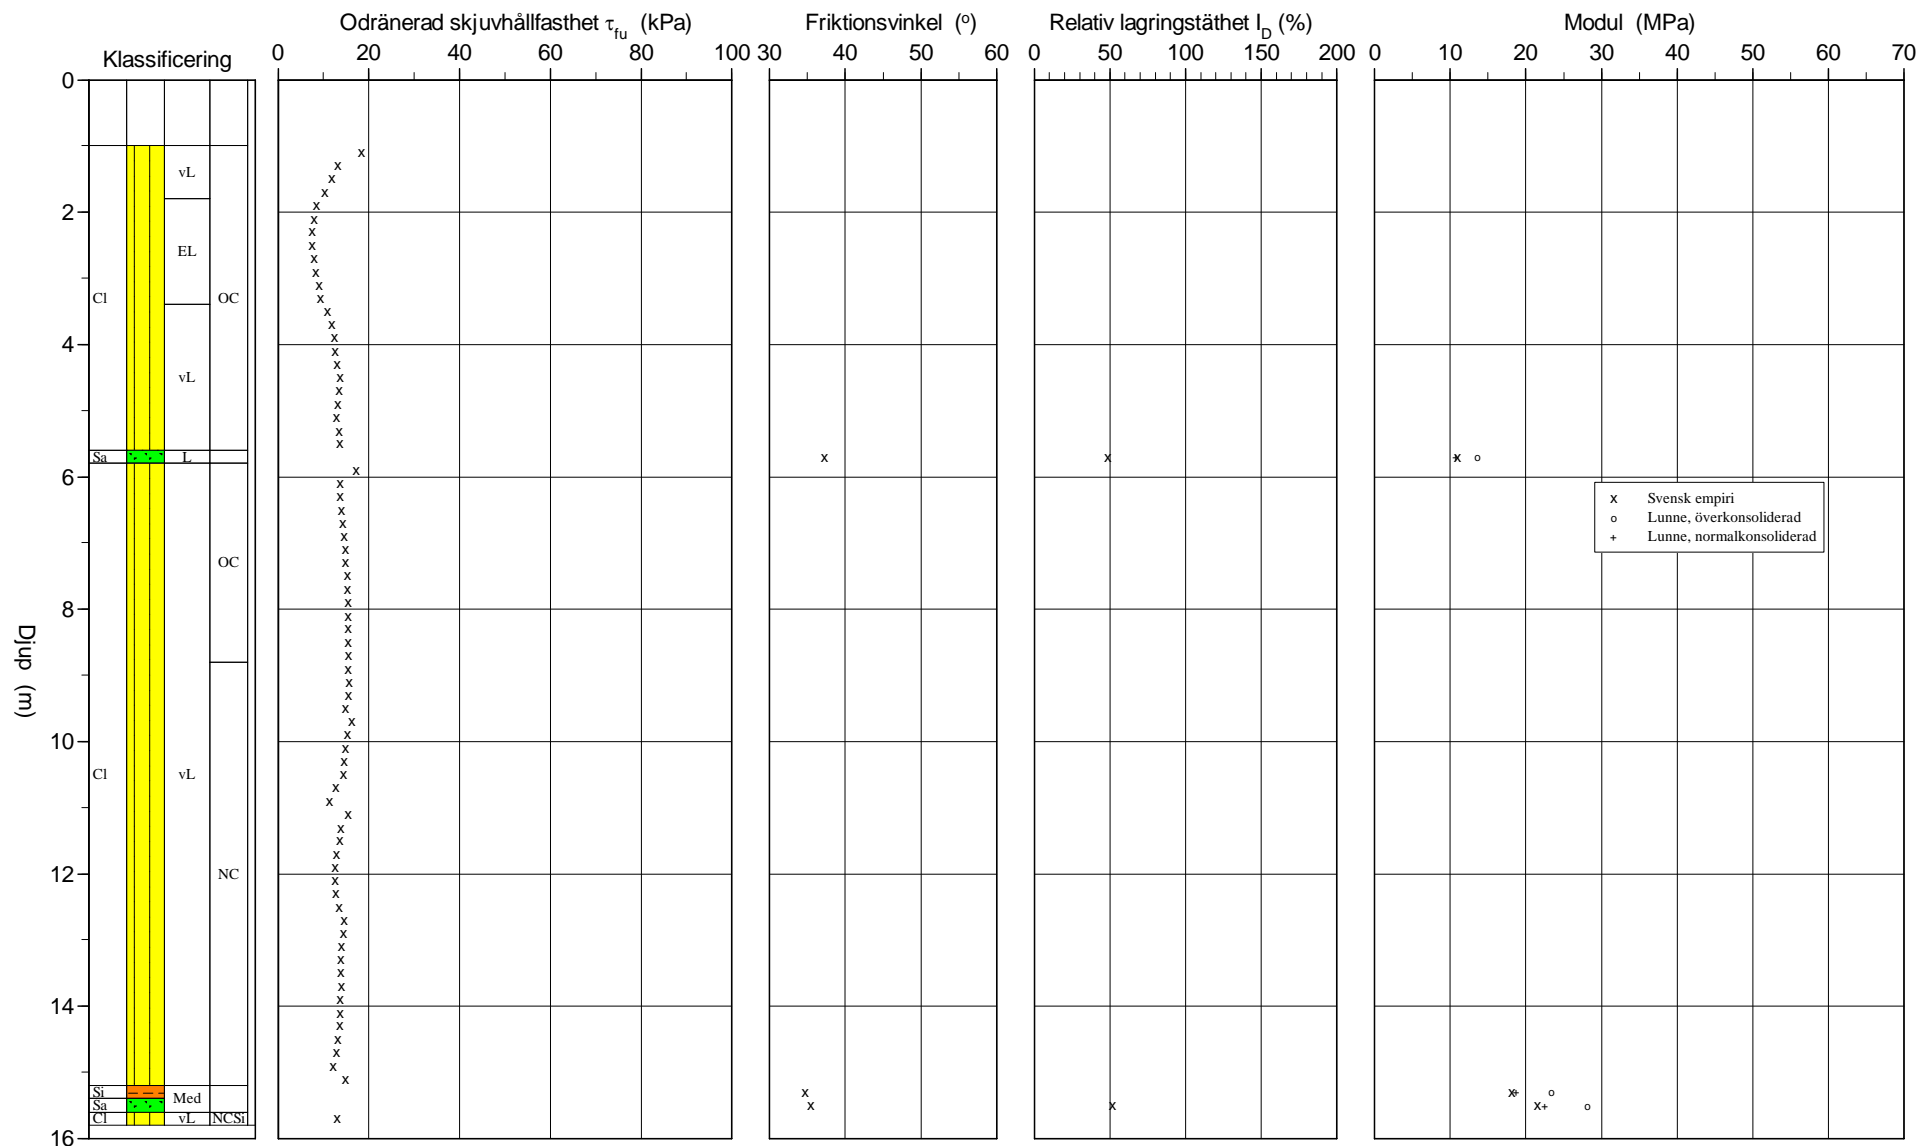 Odränerad skjuvhållfasthet τfu (kPa)
Friktionsvinkel (o)
Relativ lagringstäthet ID (%)
Modul (MPa)
Klassificering
0 20 40 60 80 100
30 40 50 60
0 50 100 150 200
0 10 20 30 40 50 60 70
0
vL
2
EL
Cl
OC
4
vL
Sa
L
6
x Svensk empiri
o Lunne, överkonsoliderad
+ Lunne, normalkonsoliderad
OC
8
Djup (m)
10
Cl
vL
12
NC
14
Si
Med
Sa
Cl
vL
NCSi
16